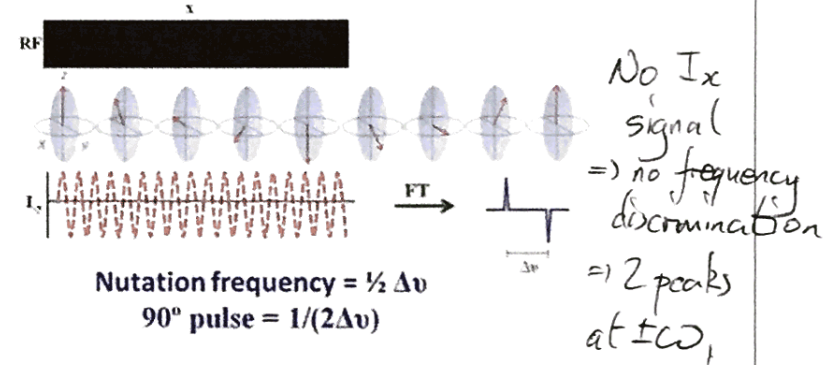 x
RF
z
x
y
I_y
FT
Δν
Nutation frequency = ½ Δυ
90° pulse = 1/(2Δυ)
No Ix
signal
=) no frequency
discrimination
=) 2 peaks
at ±ω₁